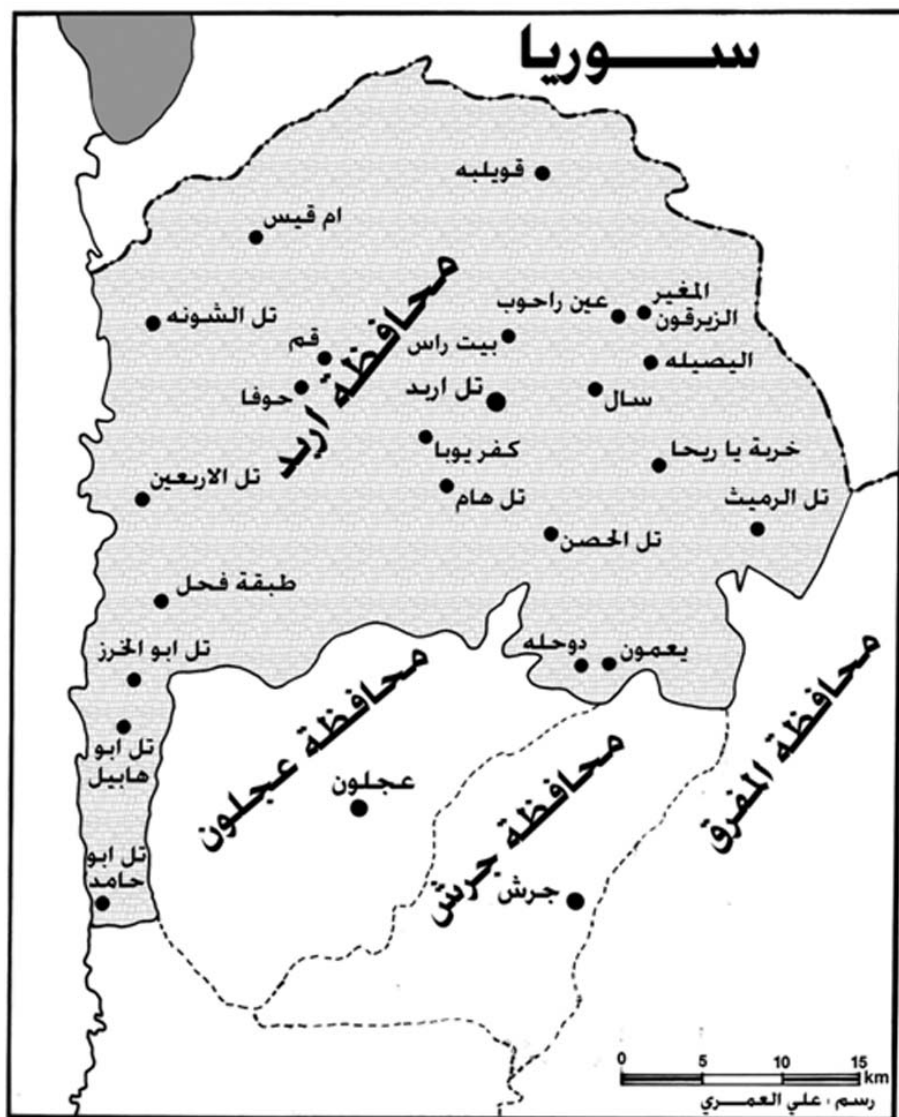 سـوريا
قويلبه
ام قيس
محافظة اربد
المغير
الزيرقون
عين راحوب
تل الشونه
بيت راس
قم
اليصيله
حوفا
تل اربد
سال
كفر يوبا
خربة يا ريحا
تل الاربعين
تل هام
تل الرميث
تل الحصن
طبقة فحل
دوحله
يعمون
تل ابو الخرز
محافظة عجلون
محافظة جرش
محافظة المفرق
تل ابو
هابيل
عجلون
تل ابو
حامد
جرش
0 5 10 15
km
رسم : علي العمـري